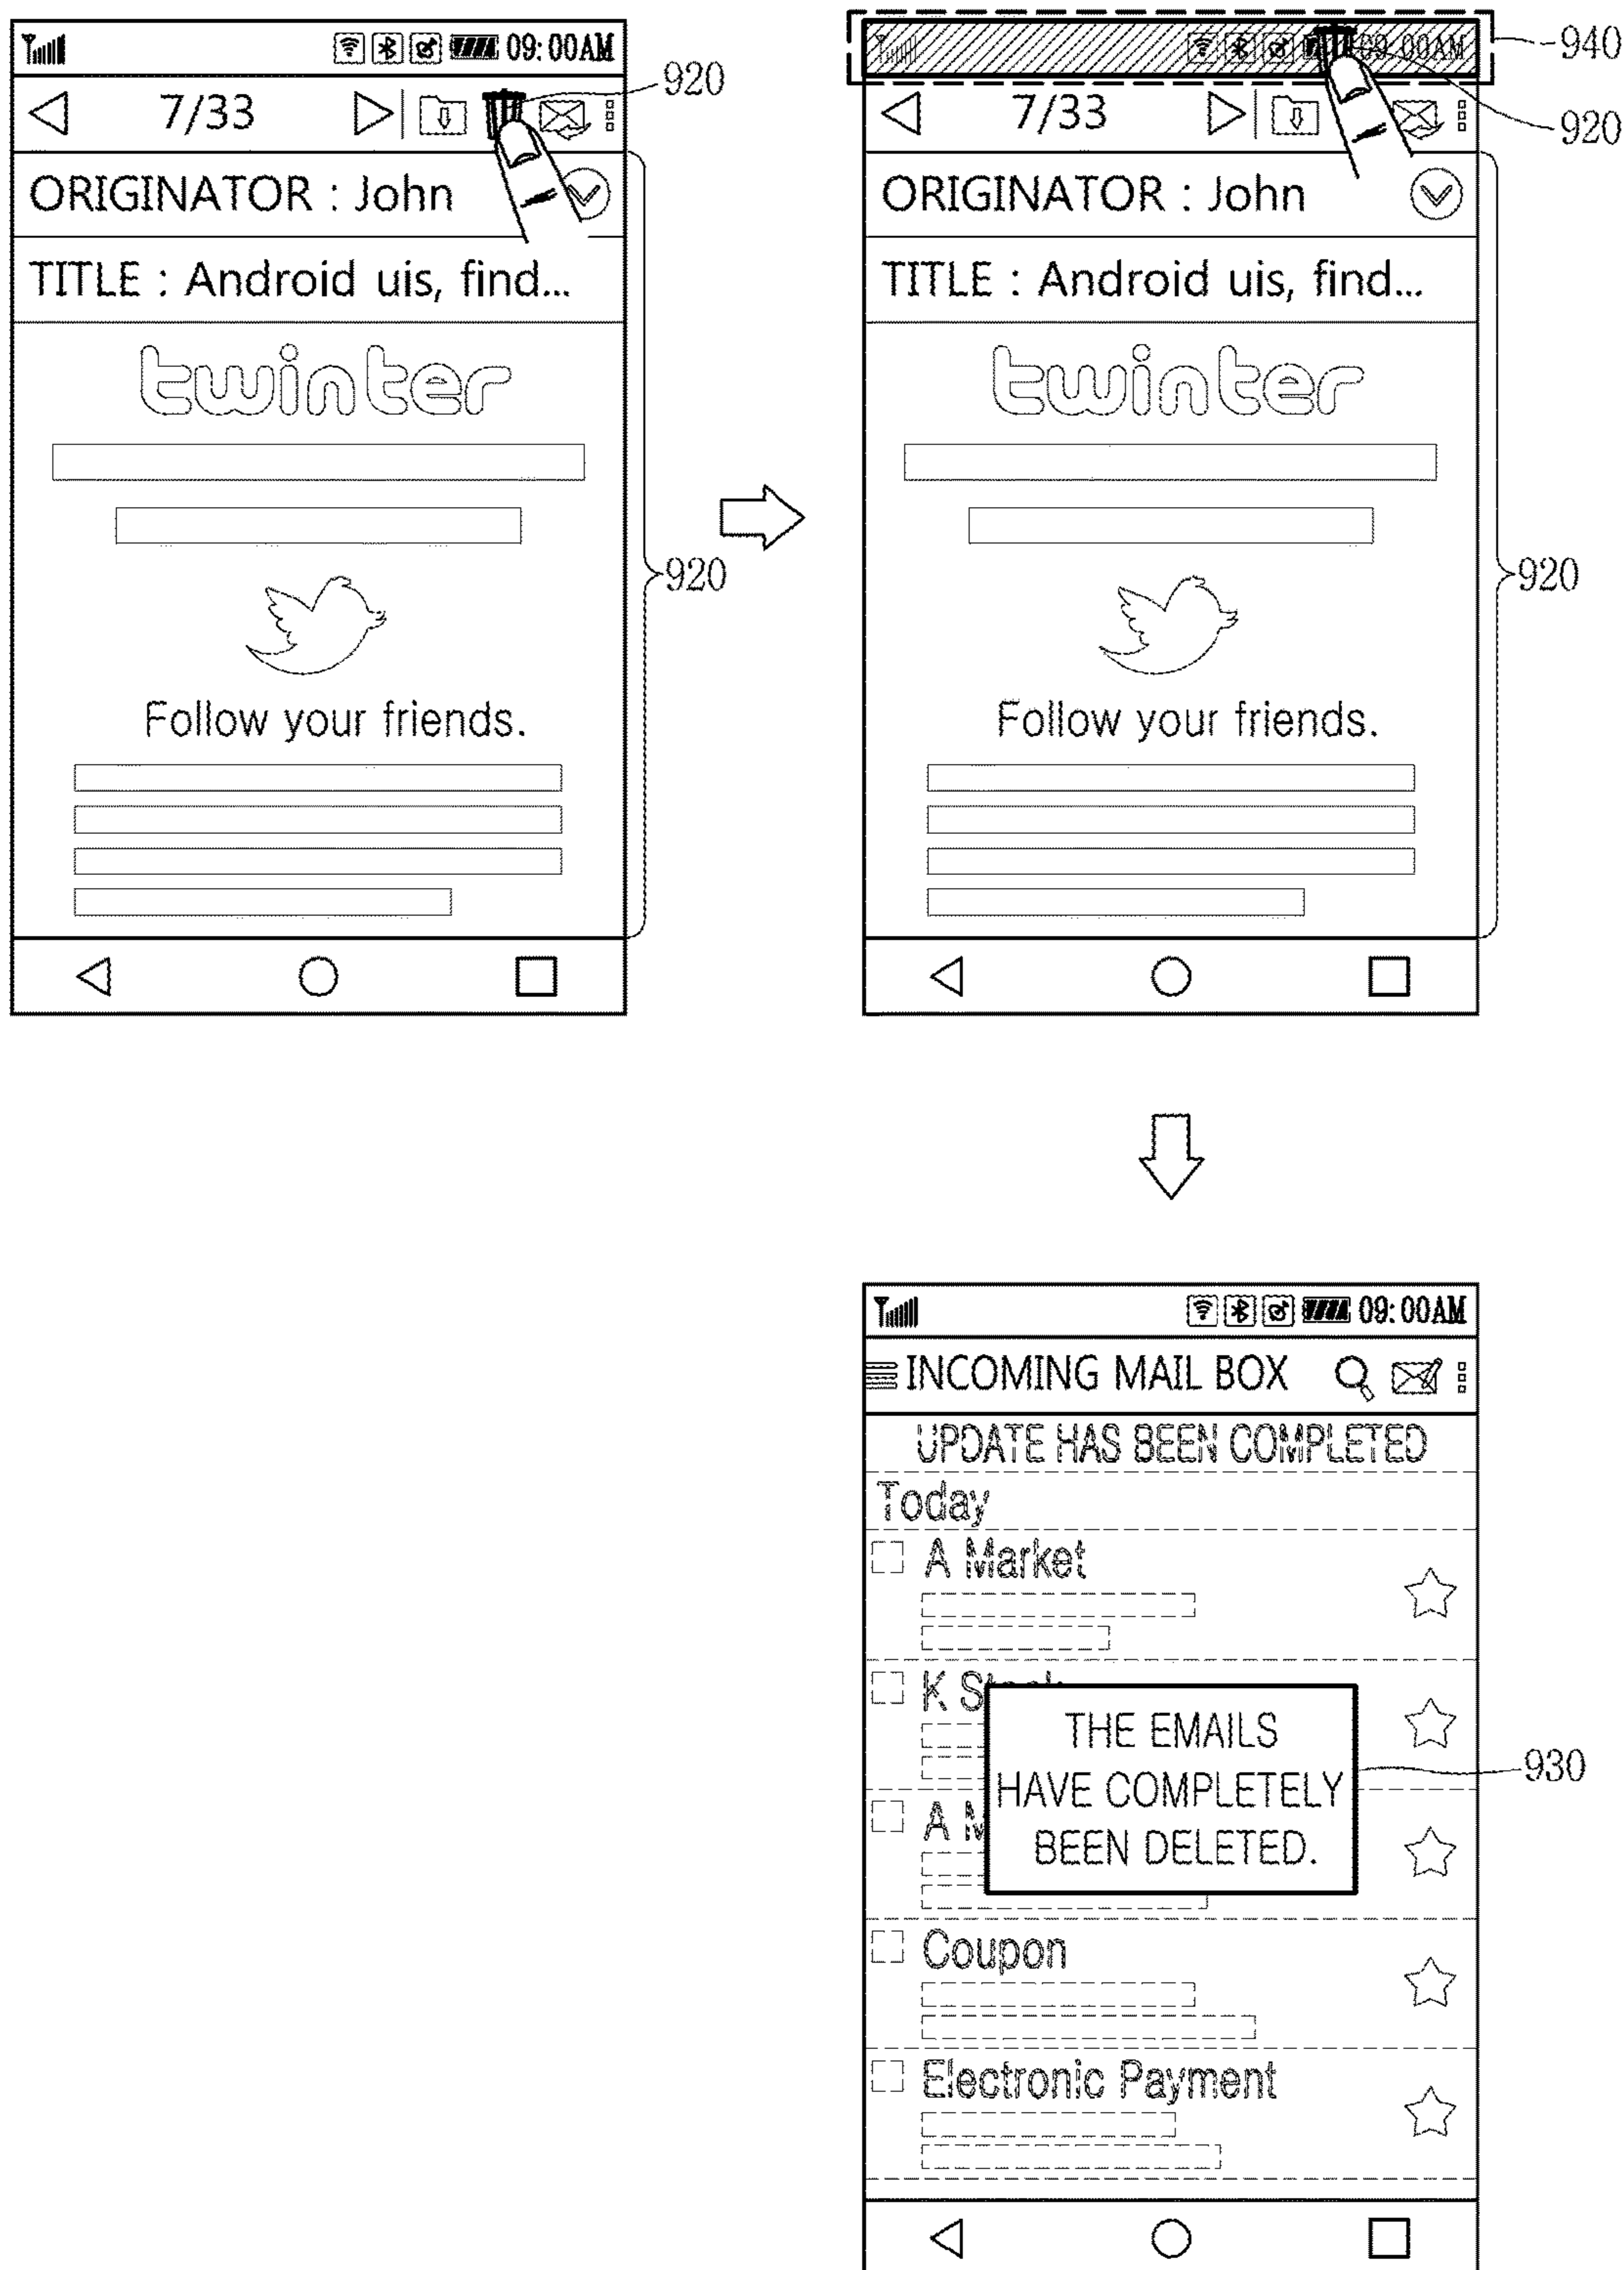 09:00AM
920
7/33
ORIGINATOR : John
TITLE : Android uis, find...
twinter
920
Follow your friends.
09:00AM
940
7/33
920
ORIGINATOR : John
TITLE : Android uis, find...
twinter
920
Follow your friends.
09:00AM
INCOMING MAIL BOX
UPDATE HAS BEEN COMPLETED
Today
A Market
K S
THE EMAILS
HAVE COMPLETELY
BEEN DELETED.
930
A M
Coupon
Electronic Payment